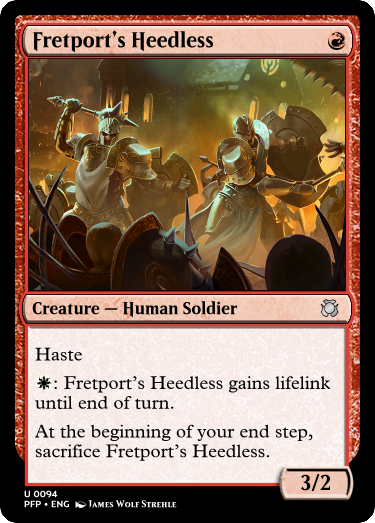 Fretport's Heedless
Creature — Human Soldier
Haste
: Fretport's Heedless gains lifelink
until end of turn.
At the beginning of your end step,
sacrifice Fretport's Heedless.
3/2
U 0094
PFP • ENG James Wolf Strehle